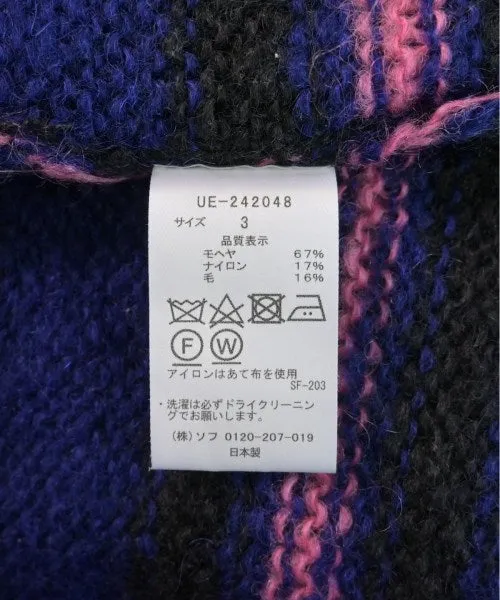 UE-242048
サイズ 3
品質表示
モヘヤ 67%
ナイロン 17%
毛 16%
F W
アイロンはあて布を使用
SF-203
・洗濯は必ずドライクリーニン
グでお願いします。
(株)ソフ 0120-207-019
日本製